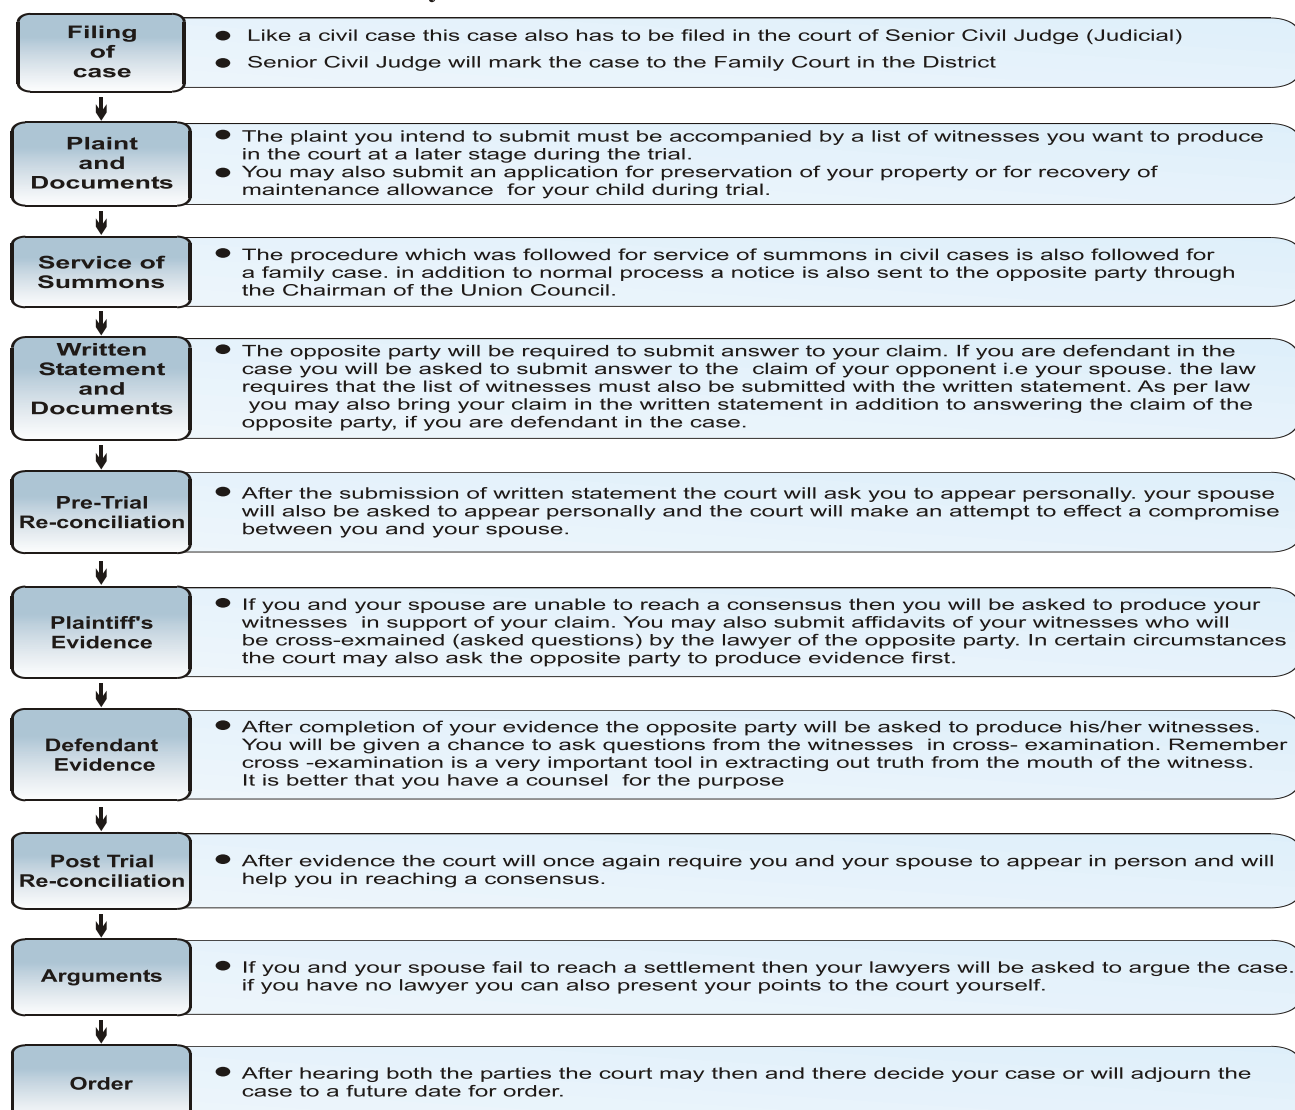 Filing
of
case
● Like a civil case this case also has to be filed in the court of Senior Civil Judge (Judicial)
● Senior Civil Judge will mark the case to the Family Court in the District
Plaint
and
Documents
● The plaint you intend to submit must be accompanied by a list of witnesses you want to produce
in the court at a later stage during the trial.
● You may also submit an application for preservation of your property or for recovery of
maintenance allowance for your child during trial.
Service of
Summons
● The procedure which was followed for service of summons in civil cases is also followed for
a family case. in addition to normal process a notice is also sent to the opposite party through
the Chairman of the Union Council.
Written
Statement
and
Documents
● The opposite party will be required to submit answer to your claim. If you are defendant in the
case you will be asked to submit answer to the claim of your opponent i.e your spouse. the law
requires that the list of witnesses must also be submitted with the written statement. As per law
you may also bring your claim in the written statement in addition to answering the claim of the
opposite party, if you are defendant in the case.
Pre-Trial
Re-conciliation
● After the submission of written statement the court will ask you to appear personally. your spouse
will also be asked to appear personally and the court will make an attempt to effect a compromise
between you and your spouse.
Plaintiff's
Evidence
● If you and your spouse are unable to reach a consensus then you will be asked to produce your
witnesses in support of your claim. You may also submit affidavits of your witnesses who will
be cross-exmained (asked questions) by the lawyer of the opposite party. In certain circumstances
the court may also ask the opposite party to produce evidence first.
Defendant
Evidence
● After completion of your evidence the opposite party will be asked to produce his/her witnesses.
You will be given a chance to ask questions from the witnesses in cross- examination. Remember
cross -examination is a very important tool in extracting out truth from the mouth of the witness.
It is better that you have a counsel for the purpose
Post Trial
Re-conciliation
● After evidence the court will once again require you and your spouse to appear in person and will
help you in reaching a consensus.
Arguments
● If you and your spouse fail to reach a settlement then your lawyers will be asked to argue the case.
if you have no lawyer you can also present your points to the court yourself.
Order
● After hearing both the parties the court may then and there decide your case or will adjourn the
case to a future date for order.